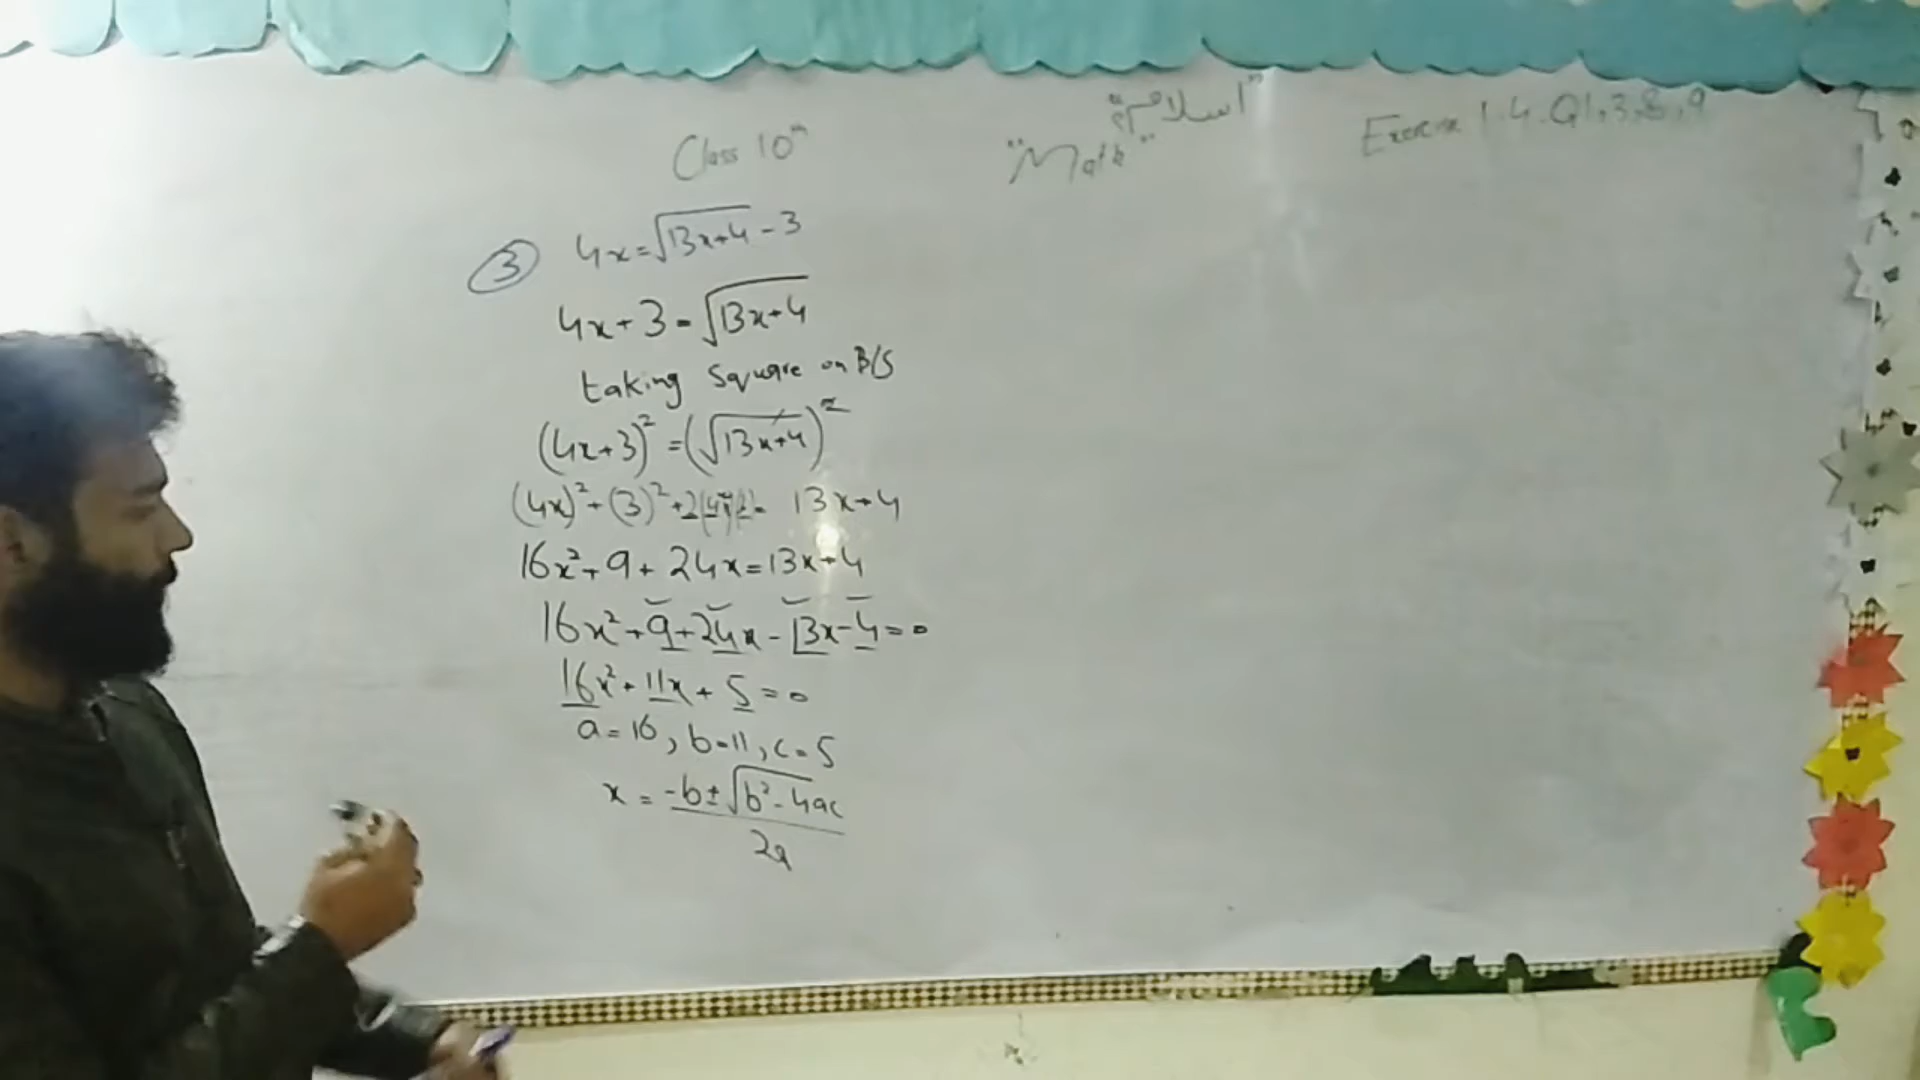 Class 10th
"اسلام"
"Math"
Exercise 1.4. Q1,3,8,9
3 4x=√13x+4 - 3
4x+3=√13x+4
taking square on B/S
(4x+3)²=(√13x+4)²
(4x)²+(3)²+2(4x)(3)= 13x+4
16x²+9+24x=13x+4
16x²+9+24x-13x-4=0
16x²+11x+5=0
a=16, b=11, c=5
x = -b±√b²-4ac
2a